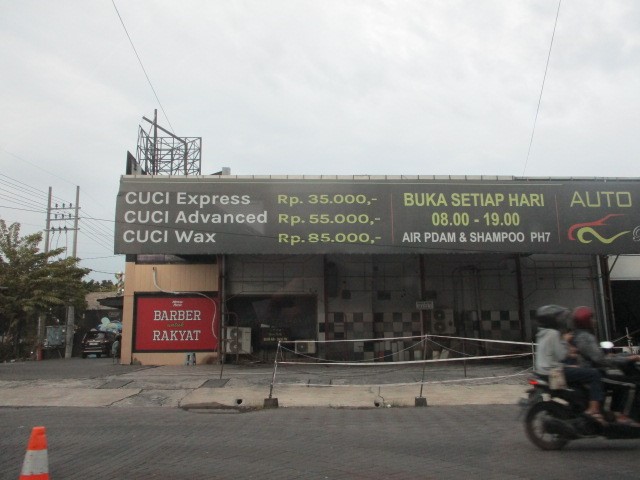 CUCI Express Rp. 35.000,-
CUCI Advanced Rp. 55.000,-
CUCI Wax Rp. 85.000,-
BUKA SETIAP HARI
08.00 - 19.00
AIR PDAM & SHAMPOO PH7
AUTO
BARBER
RAKYAT